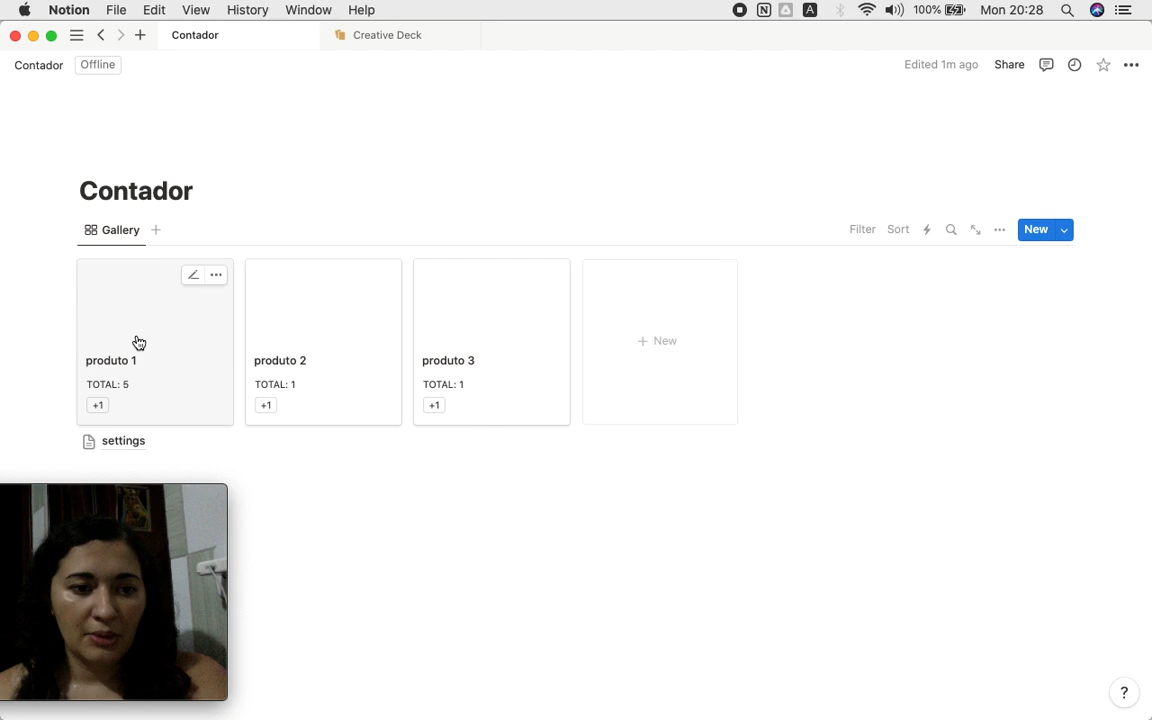 Notion File Edit View History Window Help 100% Mon 20:28
Contador Creative Deck
Contador Offline Edited 1m ago Share
Contador
Gallery Filter Sort New
produto 1 produto 2 produto 3 + New
TOTAL: 5 TOTAL: 1 TOTAL: 1
+1 +1 +1
settings
?